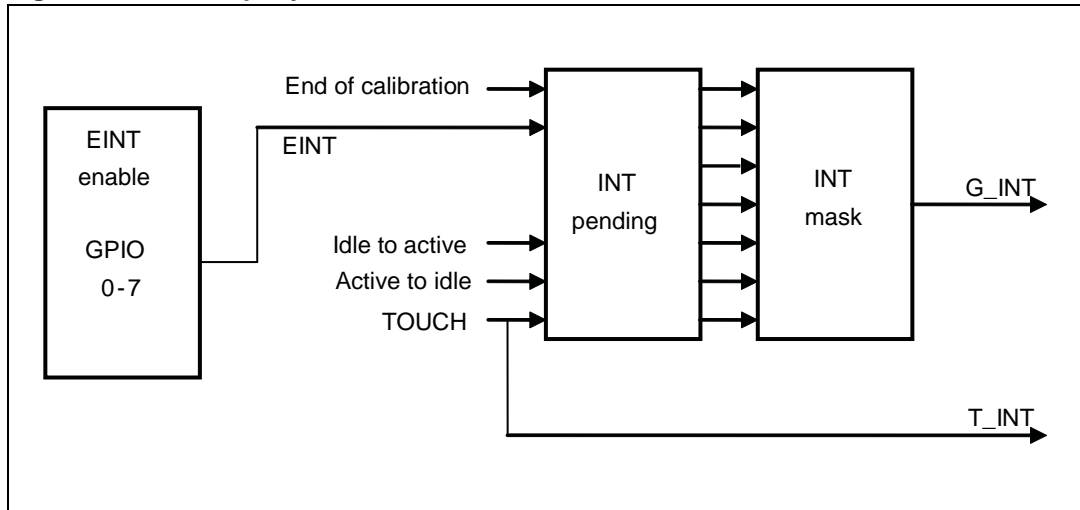 EINT
enable
GPIO
0-7
End of calibration
EINT
Idle to active
Active to idle
TOUCH
INT
pending
INT
mask
G_INT
T_INT